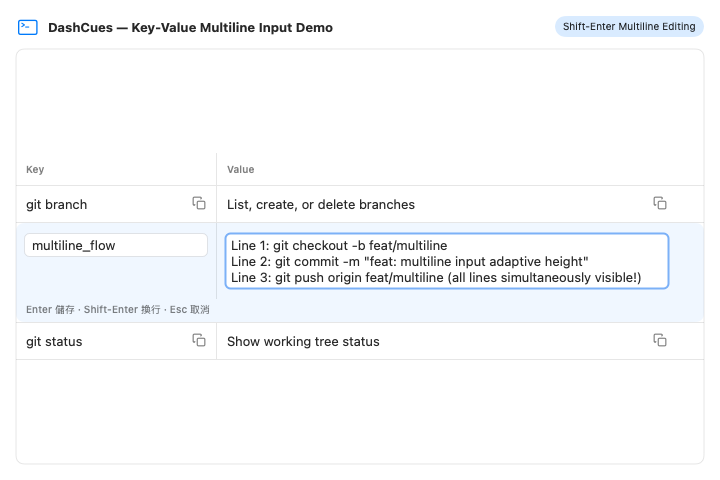 DashCues — Key-Value Multiline Input Demo
Shift-Enter Multiline Editing
Key Value
git branch List, create, or delete branches
multiline_flow
Line 1: git checkout -b feat/multiline
Line 2: git commit -m "feat: multiline input adaptive height"
Line 3: git push origin feat/multiline (all lines simultaneously visible!)
Enter 儲存 · Shift-Enter 換行 · Esc 取消
git status Show working tree status